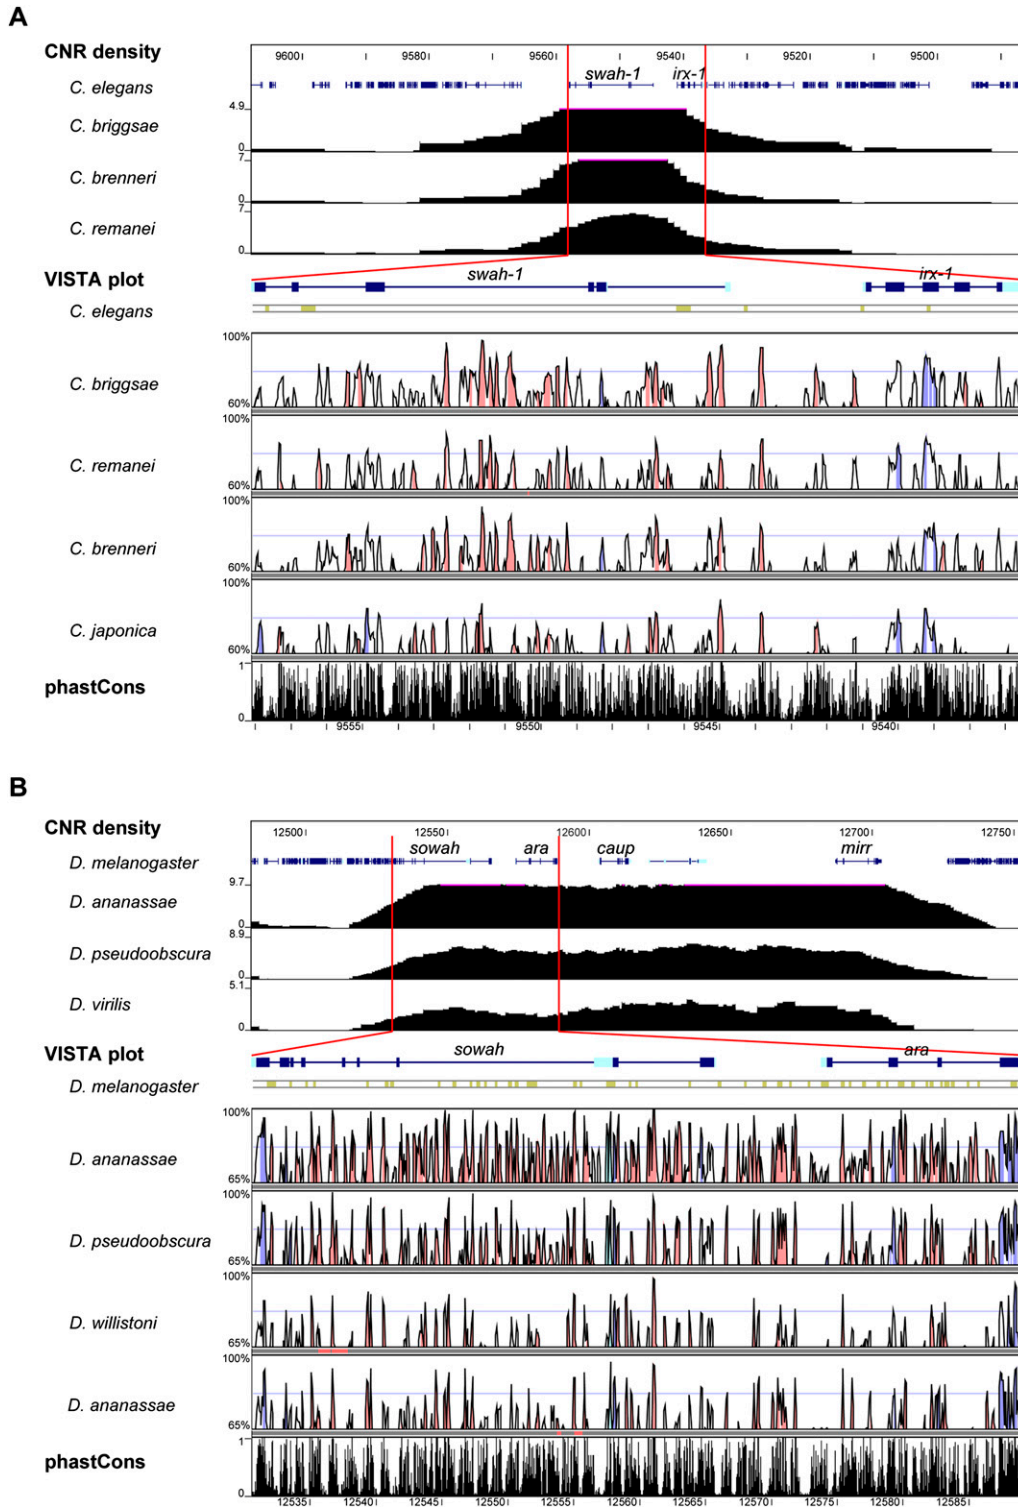 A
CNR density
9600 9580 9560 9540 9520 9500
C. elegans
swah-1 irx-1
4.9
C. briggsae
0
7
C. brenneri
0
7
C. remanei
0
VISTA plot
swah-1 irx-1
C. elegans
100%
C. briggsae
60%
100%
C. remanei
60%
100%
C. brenneri
60%
100%
C. japonica
60%
1
phastCons
0
9555 9550 9545 9540
B
CNR density
12500 12550 12600 12650 12700 12750
D. melanogaster
sowah ara caup mirr
9.7
D. ananassae
0
8.9
D. pseudoobscura
0
5.1
D. virilis
0
VISTA plot
sowah ara
D. melanogaster
100%
D. ananassae
65%
100%
D. pseudoobscura
65%
100%
D. willistoni
65%
100%
D. ananassae
65%
1
phastCons
0
12535 12540 12545 12550 12555 12560 12565 12570 12575 12580 12585